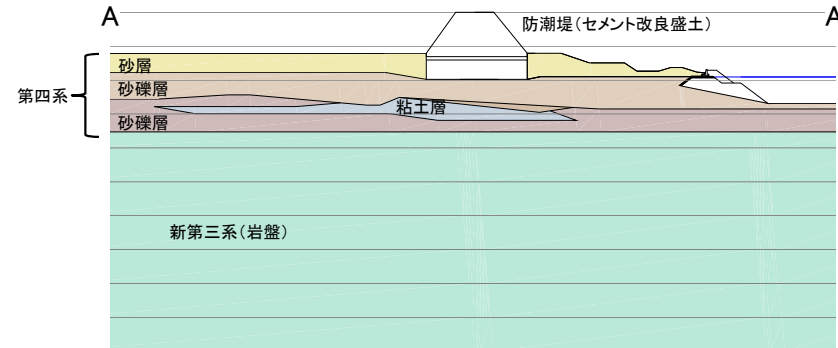 A
A
防潮堤(セメント改良盛土)
砂層
砂礫層
第四系
粘土層
砂礫層
新第三系(岩盤)